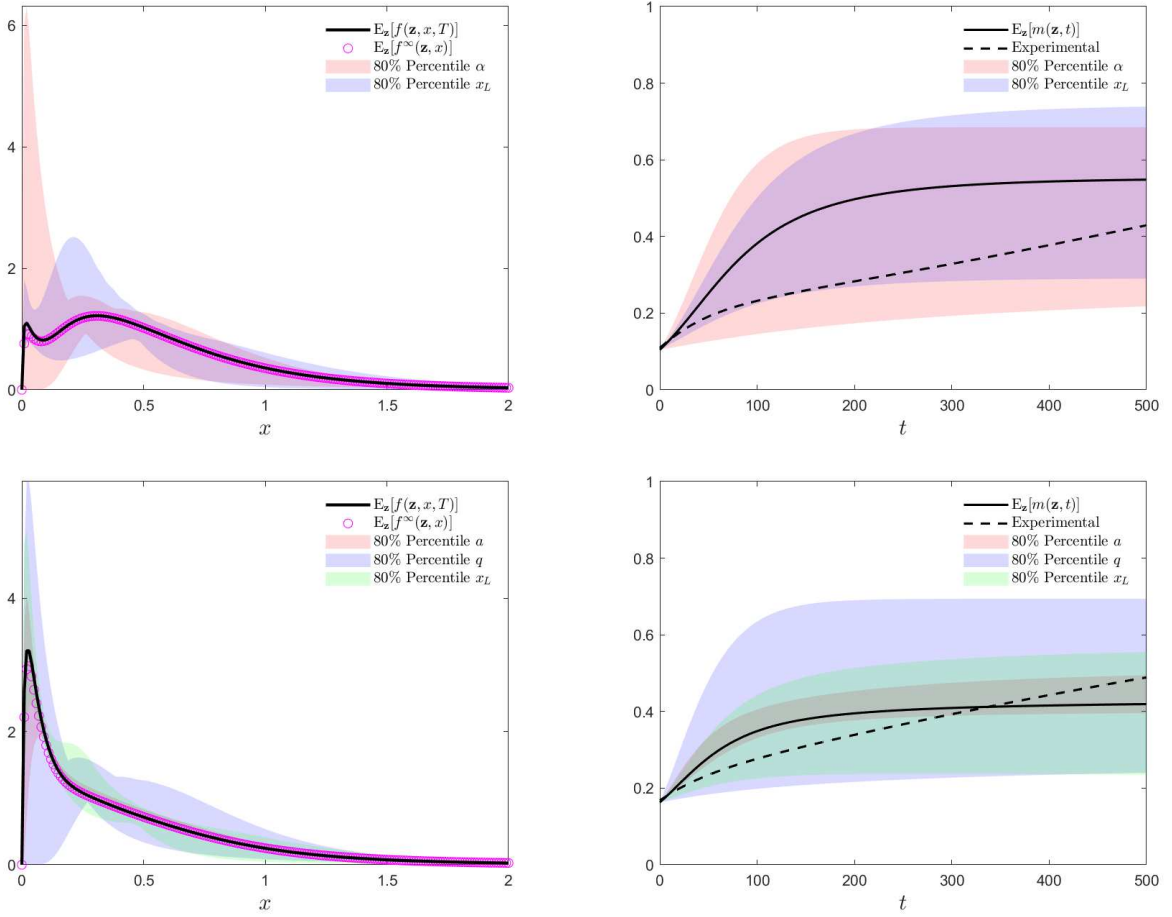 6
4
2
0
0
0.5
1
1.5
2
x
E_z[f(z, x, T)]
E_z[f^∞(z, x)]
80% Percentile α
80% Percentile x_L
1
0.8
0.6
0.4
0.2
0
0
100
200
300
400
500
t
E_z[m(z, t)]
Experimental
80% Percentile α
80% Percentile x_L
4
2
0
0
0.5
1
1.5
2
x
E_z[f(z, x, T)]
E_z[f^∞(z, x)]
80% Percentile a
80% Percentile q
80% Percentile x_L
1
0.8
0.6
0.4
0.2
0
0
100
200
300
400
500
t
E_z[m(z, t)]
Experimental
80% Percentile a
80% Percentile q
80% Percentile x_L